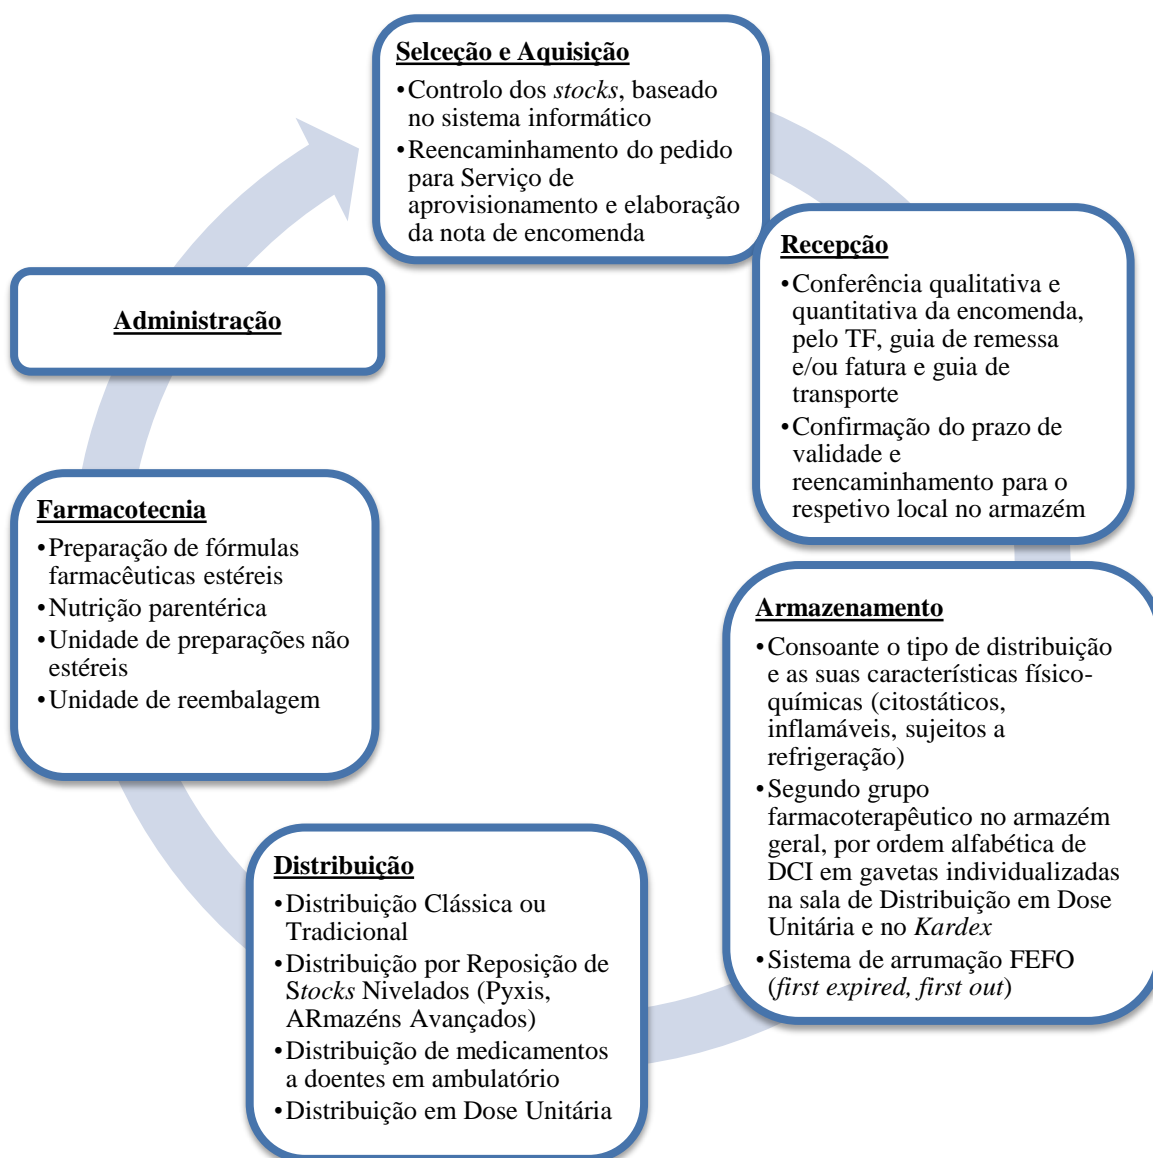 Selceção e Aquisição
•Controlo dos stocks, baseado
no sistema informático
•Reencaminhamento do pedido
para Serviço de
aprovisionamento e elaboração
da nota de encomenda
Recepção
•Conferência qualitativa e
quantitativa da encomenda,
pelo TF, guia de remessa
e/ou fatura e guia de
transporte
•Confirmação do prazo de
validade e
reencaminhamento para o
respetivo local no armazém
Armazenamento
•Consoante o tipo de distribuição
e as suas características físico-
químicas (citostáticos,
inflamáveis, sujeitos a
refrigeração)
•Segundo grupo
farmacoterapêutico no armazém
geral, por ordem alfabética de
DCI em gavetas individualizadas
na sala de Distribuição em Dose
Unitária e no Kardex
•Sistema de arrumação FEFO
(first expired, first out)
Distribuição
•Distribuição Clássica ou
Tradicional
•Distribuição por Reposição de
Stocks Nivelados (Pyxis,
ARmazéns Avançados)
•Distribuição de medicamentos
a doentes em ambulatório
•Distribuição em Dose Unitária
Farmacotecnia
•Preparação de fórmulas
farmacêuticas estéreis
•Nutrição parentérica
•Unidade de preparações não
estéreis
•Unidade de reembalagem
Administração